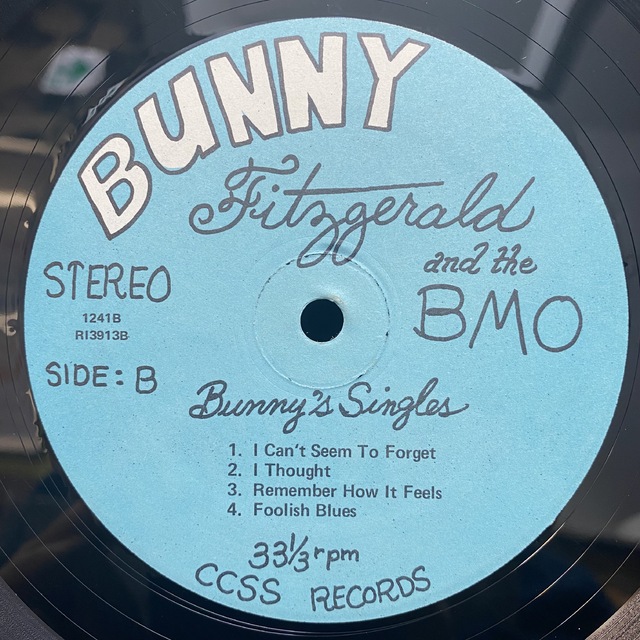 BUNNY
Fitzgerald
and the
BMO
STEREO
1241B
RI3913B
SIDE: B
Bunny's Singles
1. I Can't Seem To Forget
2. I Thought
3. Remember How It Feels
4. Foolish Blues
33⅓ rpm
CCSS RECORDS